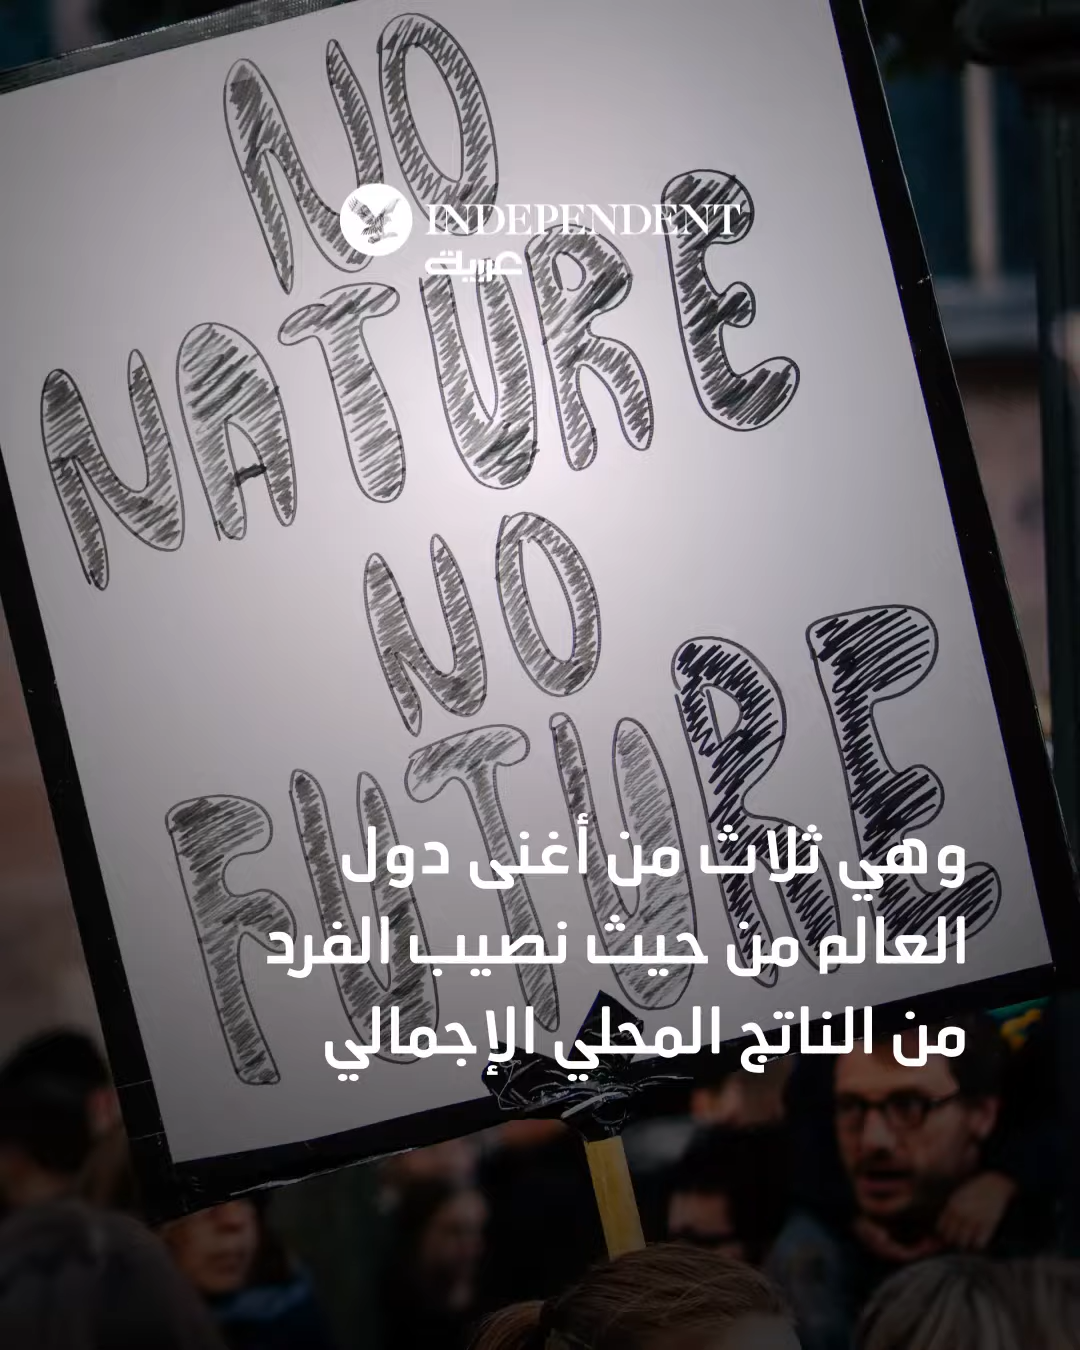 NO
NATURE
INDEPENDENT
عربية
NO
FUTURE
وهي ثلاث من أغنى دول
العالم من حيث نصيب الفرد
من الناتج المحلي الإجمالي